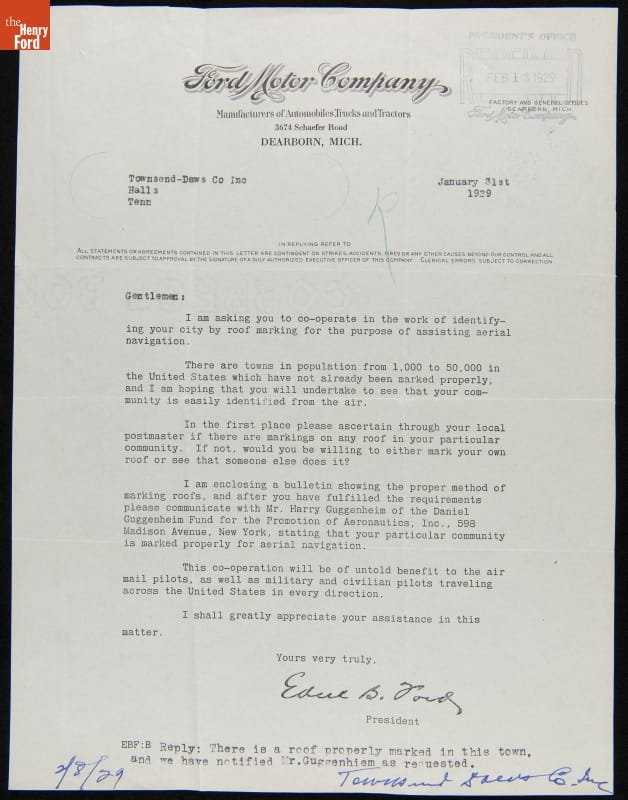 the
Henry
Ford
PRESIDENT'S OFFICE
FEB 13 1929
FACTORY AND GENERAL OFFICES
DEARBORN, MICH.
Ford Motor Company
Ford Motor Company
Manufacturers of Automobiles, Trucks and Tractors
3674 Schaefer Road
DEARBORN, MICH.
Townsend-Daws Co Inc
Halls
Tenn
January 31st
1929
IN REPLYING REFER TO
ALL STATEMENTS OR AGREEMENTS CONTAINED IN THIS LETTER ARE CONTINGENT ON STRIKES, ACCIDENTS, FIRES OR ANY OTHER CAUSES BEYOND OUR CONTROL AND ALL
CONTRACTS ARE SUBJECT TO APPROVAL BY THE SIGNATURE OF A DULY AUTHORIZED EXECUTIVE OFFICER OF THIS COMPANY. CLERICAL ERRORS SUBJECT TO CORRECTION
Gentlemen:
I am asking you to co-operate in the work of identify-
ing your city by roof marking for the purpose of assisting aerial
navigation.
There are towns in population from 1,000 to 50,000 in
the United States which have not already been marked properly,
and I am hoping that you will undertake to see that your com-
munity is easily identified from the air.
In the first place please ascertain through your local
postmaster if there are markings on any roof in your particular
community. If not, would you be willing to either mark your own
roof or see that someone else does it?
I am enclosing a bulletin showing the proper method of
marking roofs, and after you have fulfilled the requirements
please communicate with Mr. Harry Guggenheim of the Daniel
Guggenheim Fund for the Promotion of Aeronautics, Inc., 598
Madison Avenue, New York, stating that your particular community
is marked properly for aerial navigation.
This co-operation will be of untold benefit to the air
mail pilots, as well as military and civilian pilots traveling
across the United States in every direction.
I shall greatly appreciate your assistance in this
matter.
Yours very truly,
Edsel B. Ford
President
EBF:B Reply: There is a roof properly marked in this town,
and we have notified Mr.Guggenhiem as requested.
2/8/29
Townsend Daws Co. Inc